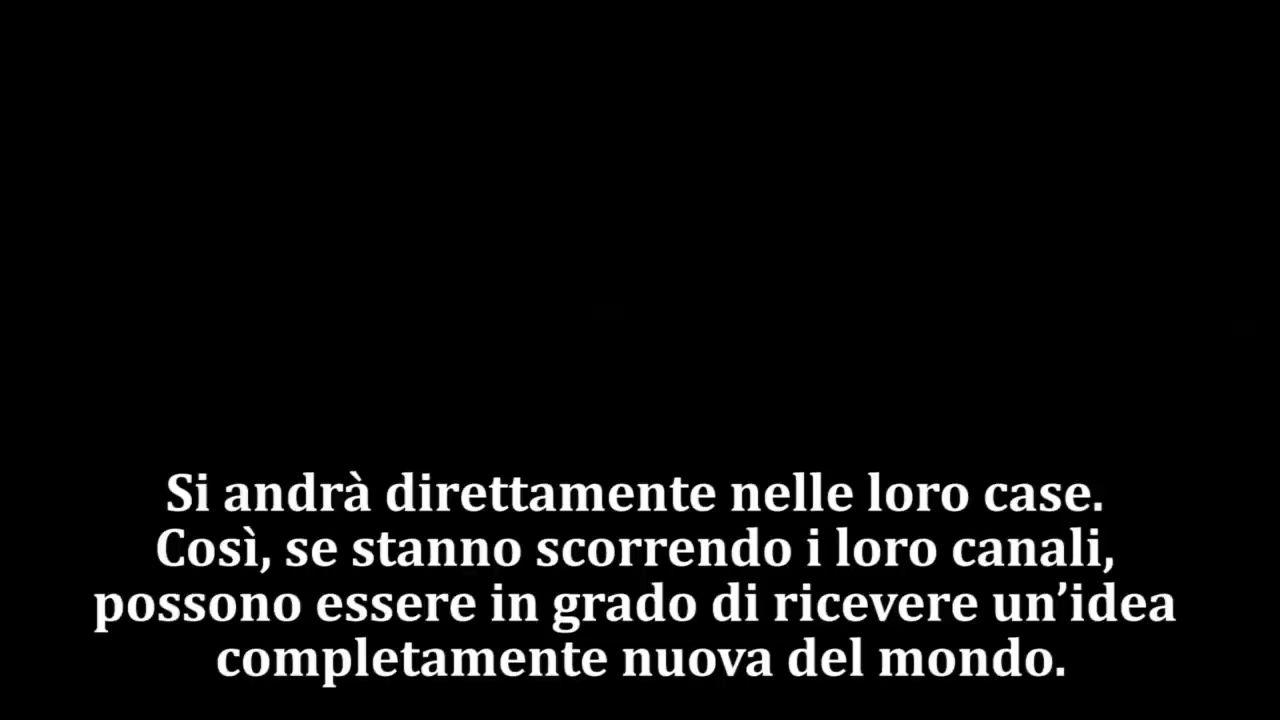 Si andrà direttamente nelle loro case.
Così, se stanno scorrendo i loro canali,
possono essere in grado di ricevere un’idea
completamente nuova del mondo.